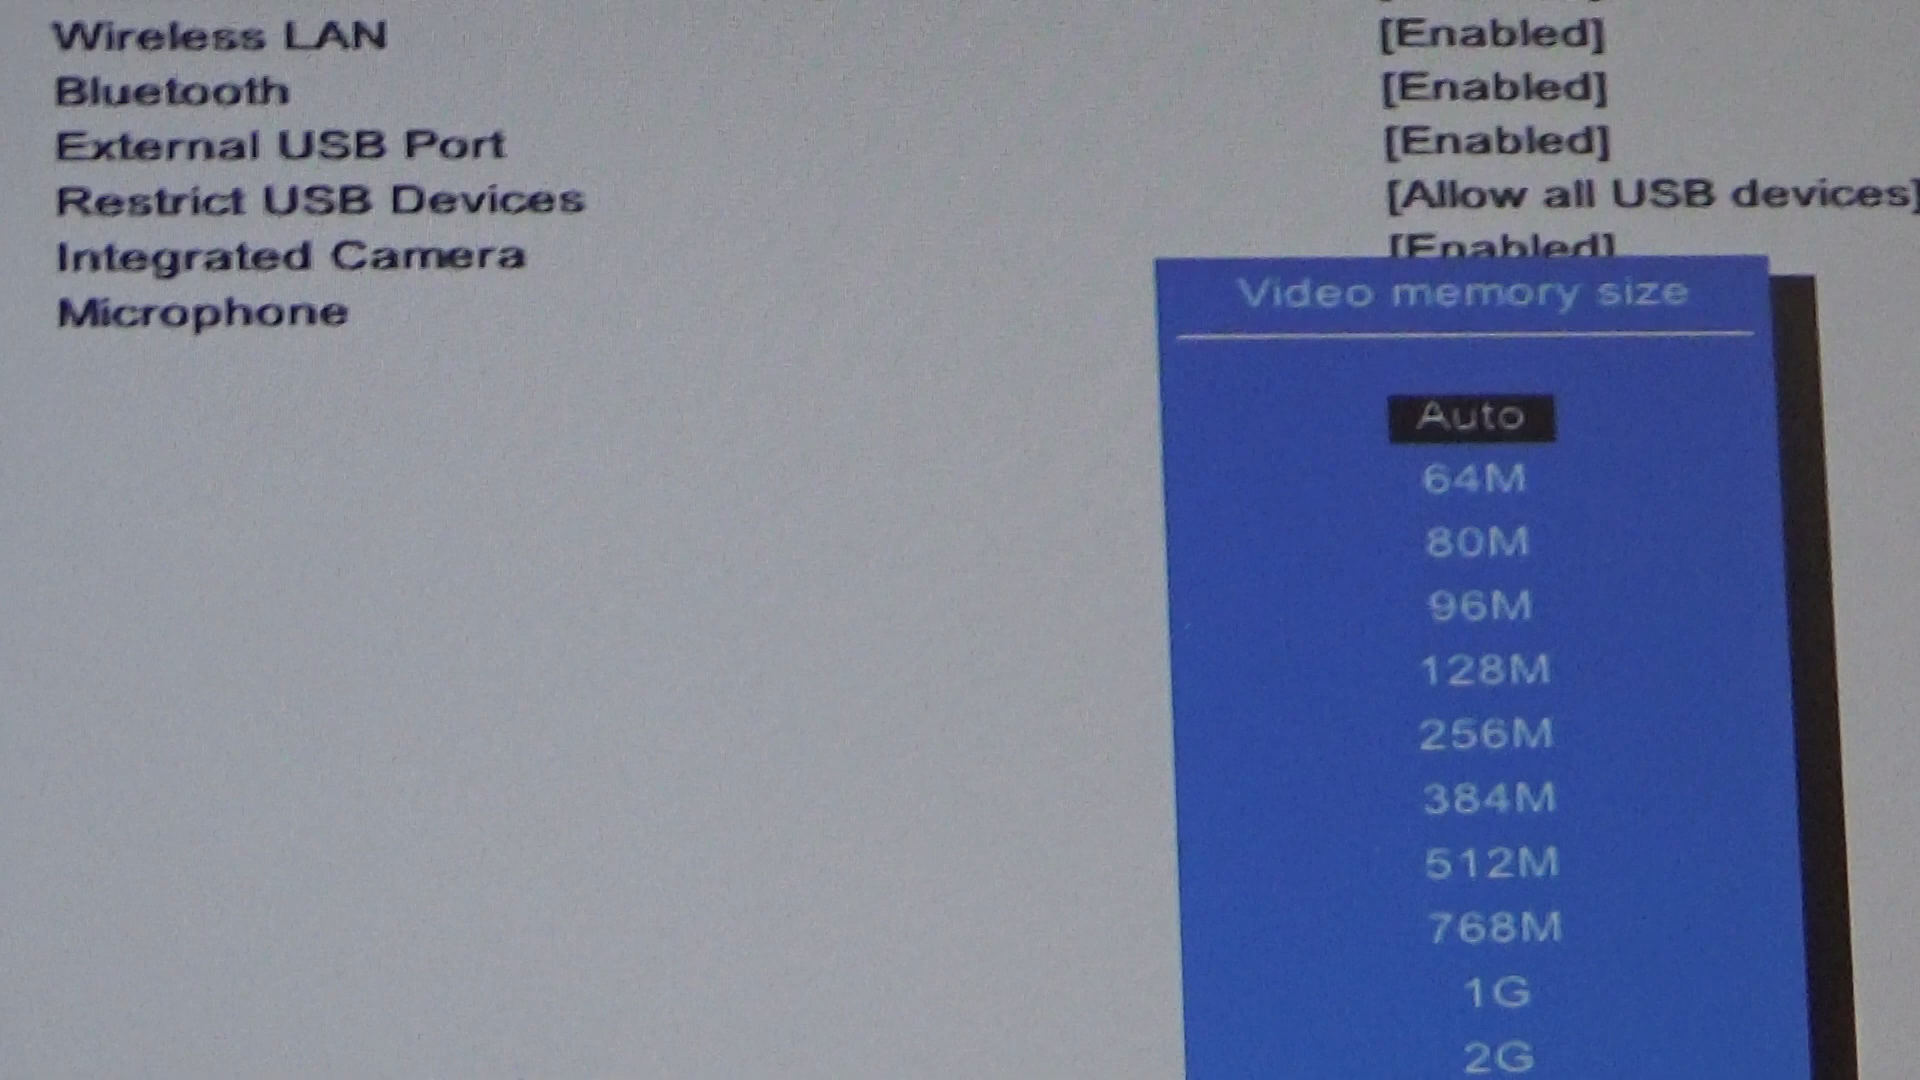 Wireless LAN [Enabled]
Bluetooth [Enabled]
External USB Port [Enabled]
Restrict USB Devices [Allow all USB devices]
Integrated Camera [Enabled]
Microphone
Video memory size
Auto
64M
80M
96M
128M
256M
384M
512M
768M
1G
2G